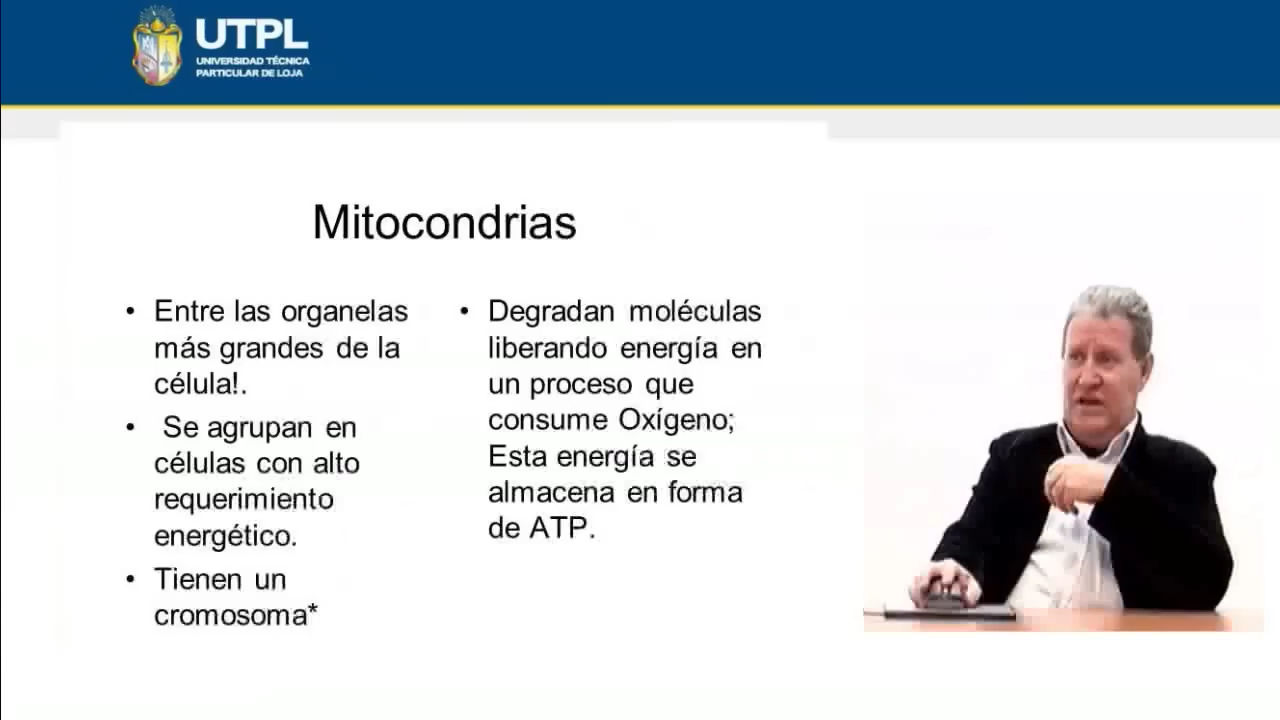 UTPL
UNIVERSIDAD TÉCNICA
PARTICULAR DE LOJA
Mitocondrias
• Entre las organelas
más grandes de la
célula!.
• Se agrupan en
células con alto
requerimiento
energético.
• Tienen un
cromosoma*
• Degradan moléculas
liberando energía en
un proceso que
consume Oxígeno;
Esta energía se
almacena en forma
de ATP.